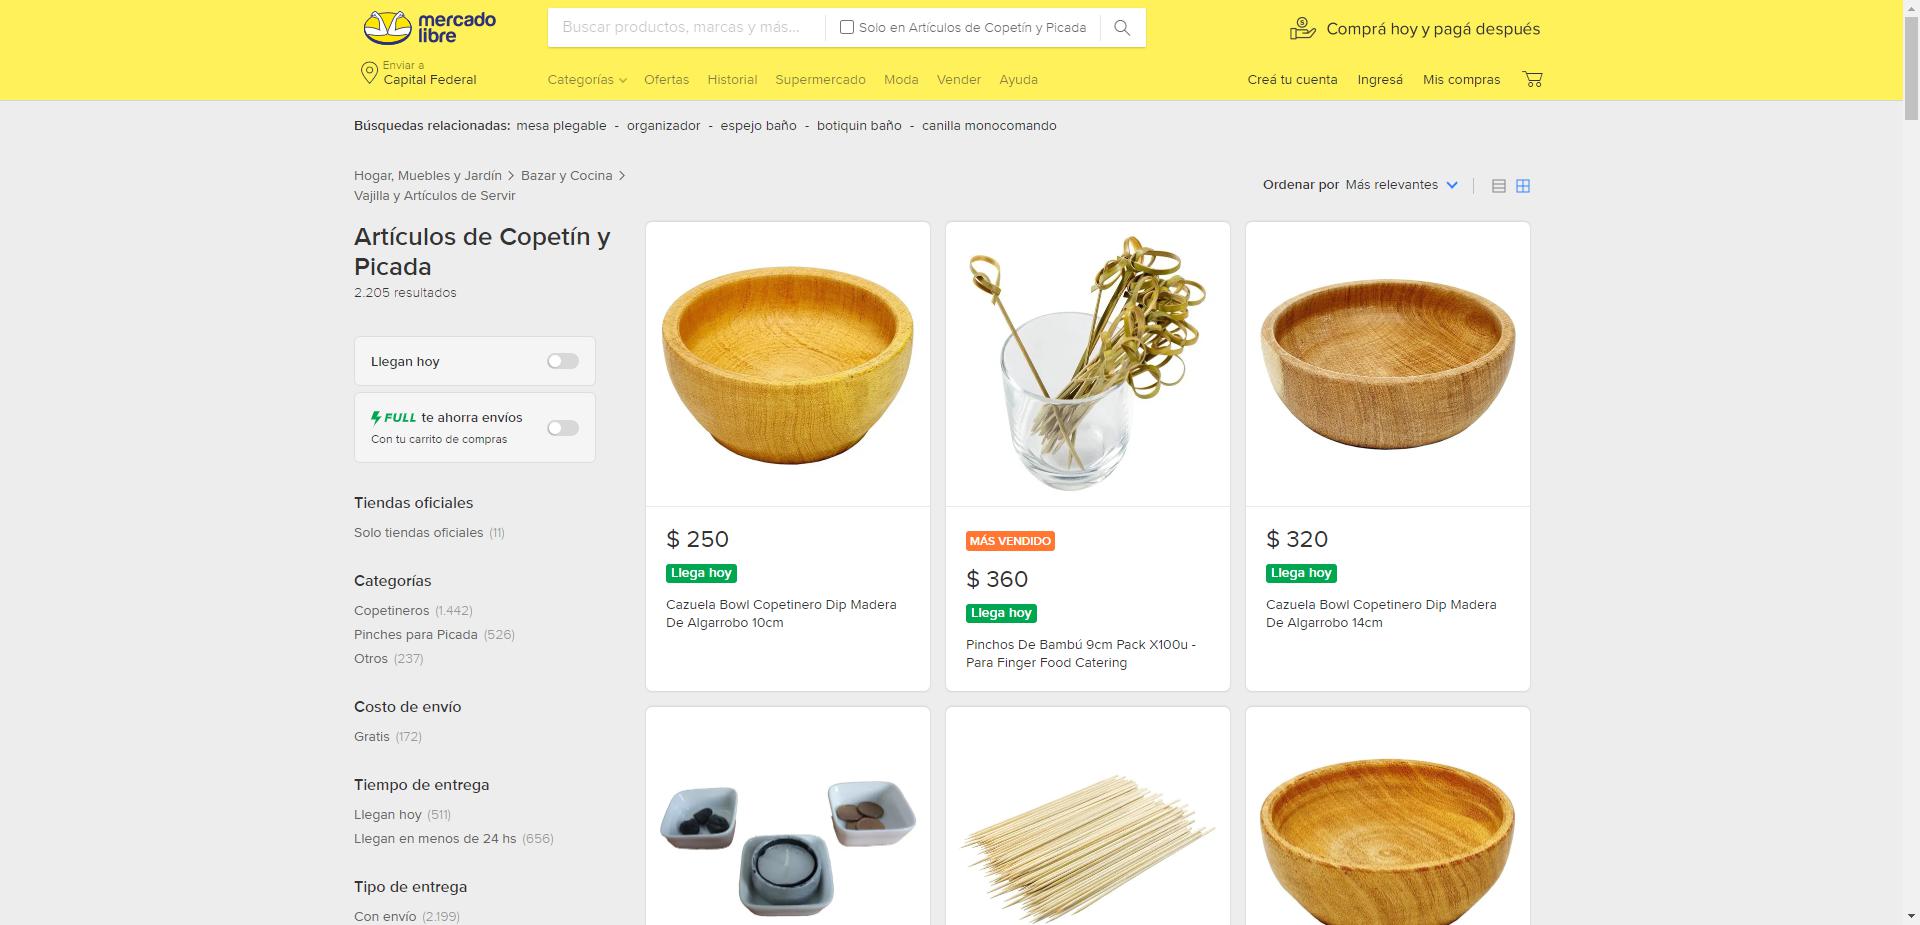 mercado
libre
Buscar productos, marcas y más...
Solo en Artículos de Copetín y Picada
Comprá hoy y pagá después
Enviar a
Capital Federal
Categorías
Ofertas
Historial
Supermercado
Moda
Vender
Ayuda
Creá tu cuenta
Ingresá
Mis compras
Búsquedas relacionadas: mesa plegable - organizador - espejo baño - botiquin baño - canilla monocomando
Hogar, Muebles y Jardín > Bazar y Cocina >
Vajilla y Artículos de Servir
Ordenar por Más relevantes
Artículos de Copetín y
Picada
2.205 resultados
Llegan hoy
FULL te ahorra envíos
Con tu carrito de compras
Tiendas oficiales
Solo tiendas oficiales (11)
Categorías
Copetineros (1.442)
Pinches para Picada (526)
Otros (237)
Costo de envío
Gratis (172)
Tiempo de entrega
Llegan hoy (511)
Llegan en menos de 24 hs (656)
Tipo de entrega
Con envío (2.199)
$ 250
Llega hoy
Cazuela Bowl Copetinero Dip Madera
De Algarrobo 10cm
MÁS VENDIDO
$ 360
Llega hoy
Pinchos De Bambú 9cm Pack X100u -
Para Finger Food Catering
$ 320
Llega hoy
Cazuela Bowl Copetinero Dip Madera
De Algarrobo 14cm